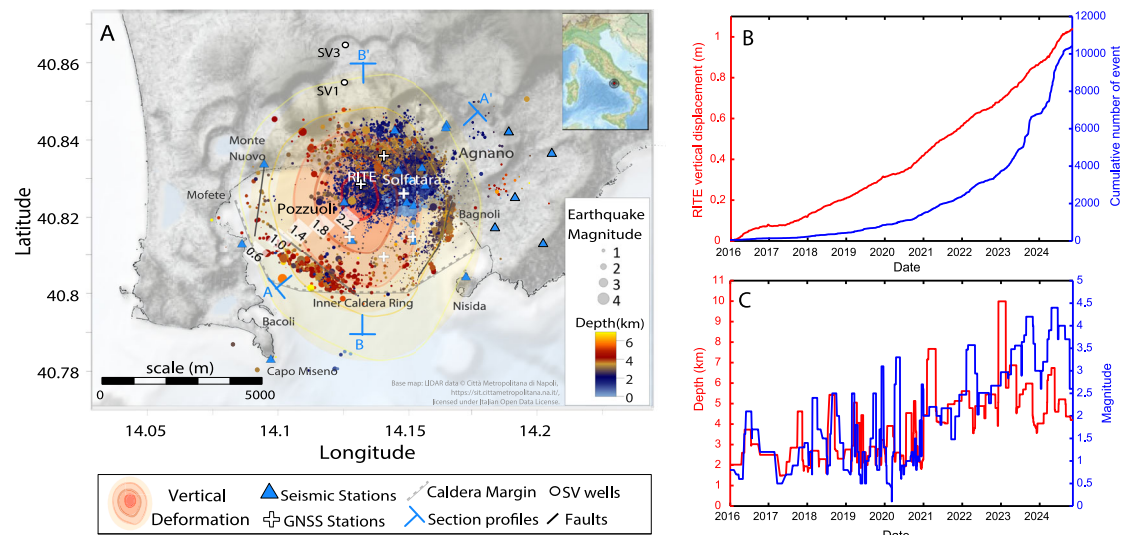 A
40.86
40.84
40.82
40.8
40.78
Latitude
SV3
SV1
B'
A'
Monte
Nuovo
Agnano
RITE
Solfatara
Mofete
Pozzuoli
Bagnoli
2.2
1.8
1.4
1.0
0.6
A
Inner Caldera Ring
Nisida
Bacoli
B
Capo Miseno
scale (m)
0
5000
Base map: LiDAR data © Città Metropolitana di Napoli,
https://sit.cittametropolitana.na.it/,
licensed under Italian Open Data License.
Earthquake
Magnitude
1
2
3
4
Depth(km)
6
4
2
0
14.05
14.1
14.15
14.2
Longitude
Vertical
Deformation
Seismic Stations
GNSS Stations
Caldera Margin
Section profiles
SV wells
Faults
B
RITE vertical displacement (m)
1
0.8
0.6
0.4
0.2
0
12000
10000
8000
6000
4000
2000
0
Cumulative number of event
2016 2017 2018 2019 2020 2021 2022 2023 2024
Date
C
Depth (km)
11
10
9
8
7
6
5
4
3
2
1
0
5
4.5
4
3.5
3
2.5
2
1.5
1
0.5
0
Magnitude
2016 2017 2018 2019 2020 2021 2022 2023 2024
Date